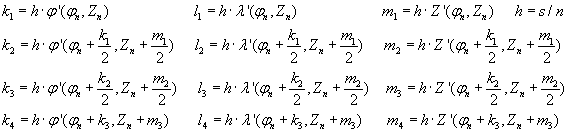 k₁ = h· φ'(φₙ, Zₙ) l₁ = h· λ'(φₙ, Zₙ) m₁ = h· Z'(φₙ, Zₙ) h = s / n
k₂ = h· φ'(φₙ + k₁/2, Zₙ + m₁/2) l₂ = h· λ'(φₙ + k₁/2, Zₙ + m₁/2) m₂ = h· Z'(φₙ + k₁/2, Zₙ + m₁/2)
k₃ = h· φ'(φₙ + k₂/2, Zₙ + m₂/2) l₃ = h· λ'(φₙ + k₂/2, Zₙ + m₂/2) m₃ = h· Z'(φₙ + k₂/2, Zₙ + m₂/2)
k₄ = h· φ'(φₙ + k₃, Zₙ + m₃) l₄ = h· λ'(φₙ + k₃, Zₙ + m₃) m₄ = h· Z'(φₙ + k₃, Zₙ + m₃)